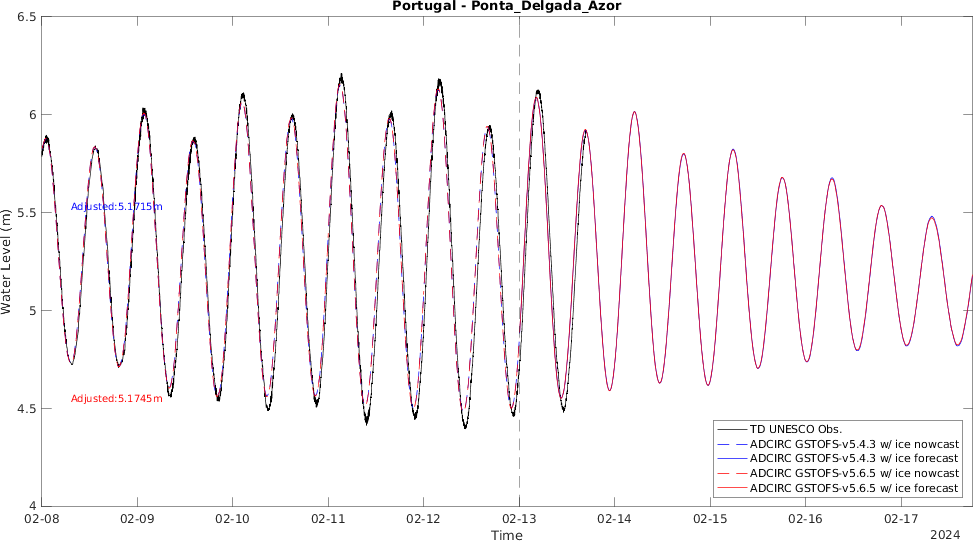 Portugal - Ponta_Delgada_Azor
6.5
6
5.5
5
4.5
4
Water Level (m)
Adjusted:5.1715m
Adjusted:5.1745m
TD UNESCO Obs.
ADCIRC GSTOFS-v5.4.3 w/ ice nowcast
ADCIRC GSTOFS-v5.4.3 w/ ice forecast
ADCIRC GSTOFS-v5.6.5 w/ ice nowcast
ADCIRC GSTOFS-v5.6.5 w/ ice forecast
02-08 02-09 02-10 02-11 02-12 02-13 02-14 02-15 02-16 02-17
Time
2024